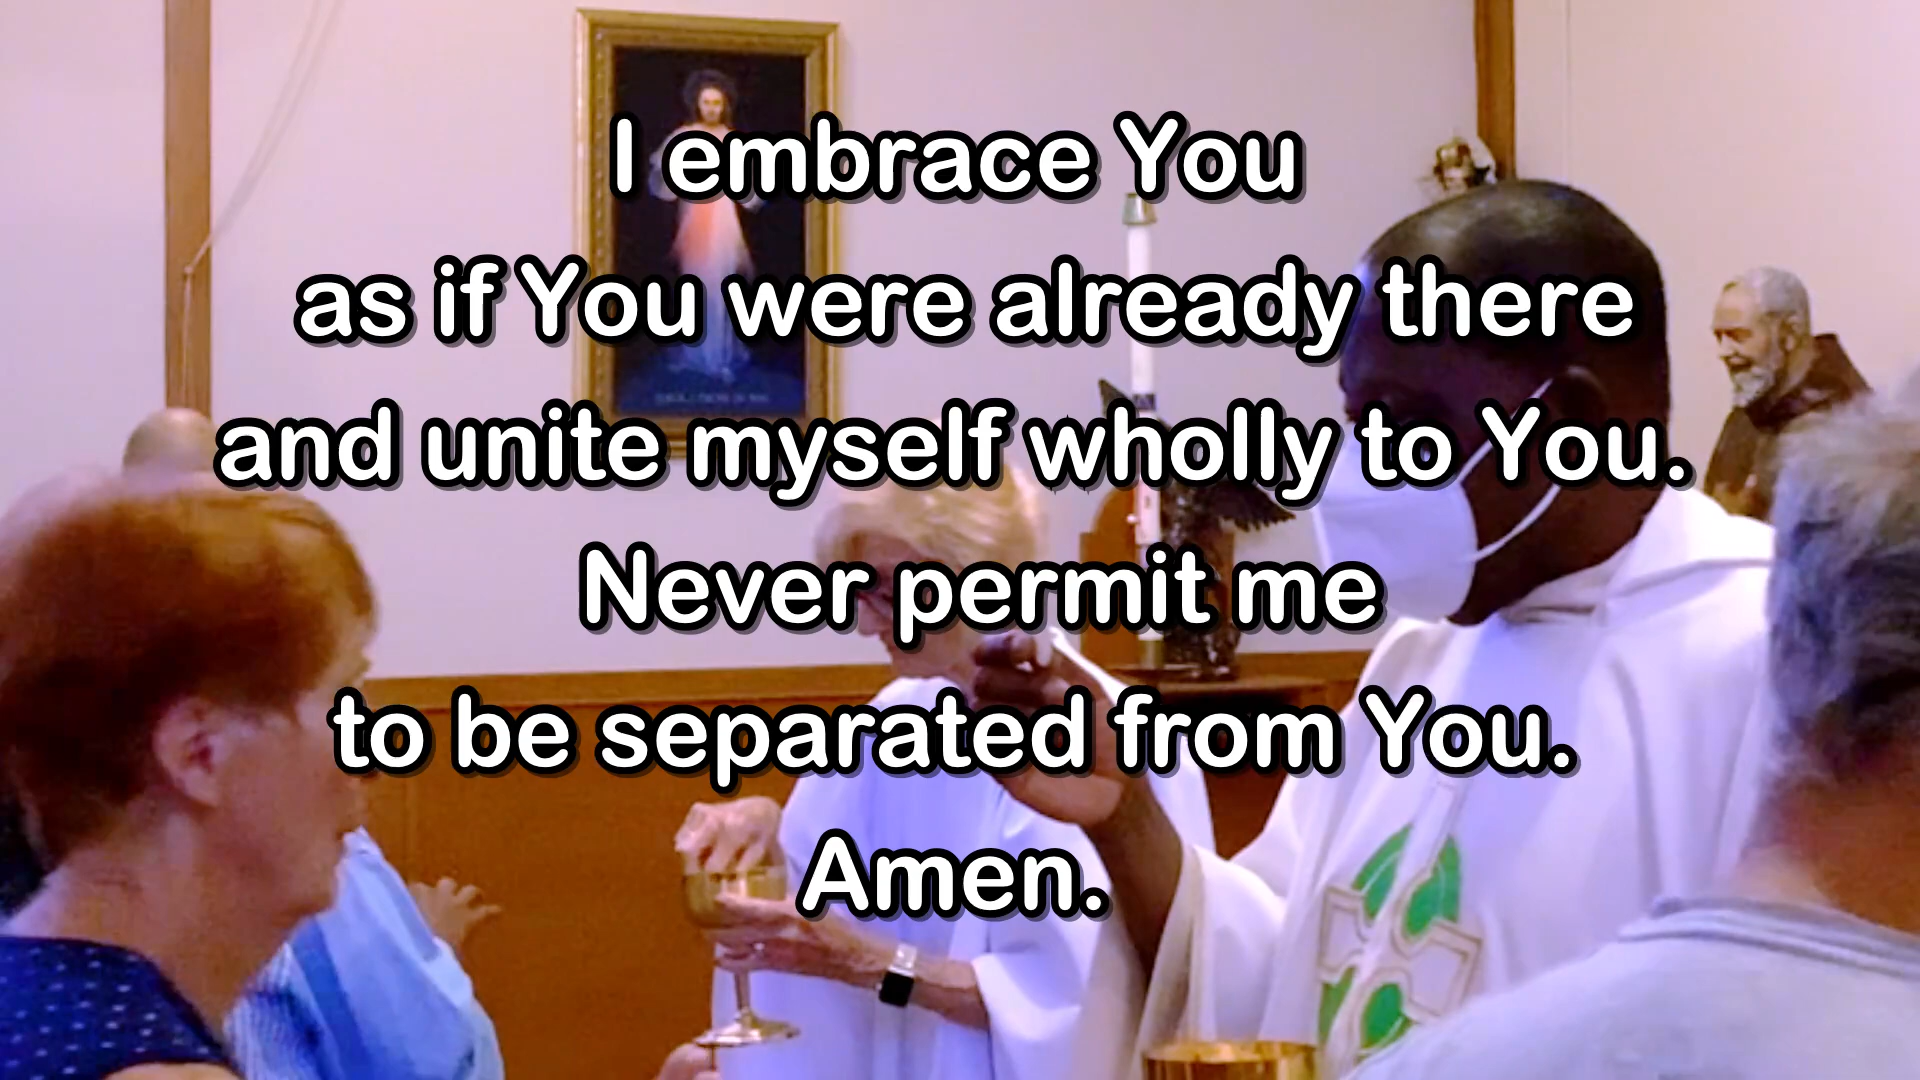 I embrace You
as if You were already there
and unite myself wholly to You.
Never permit me
to be separated from You.
Amen.